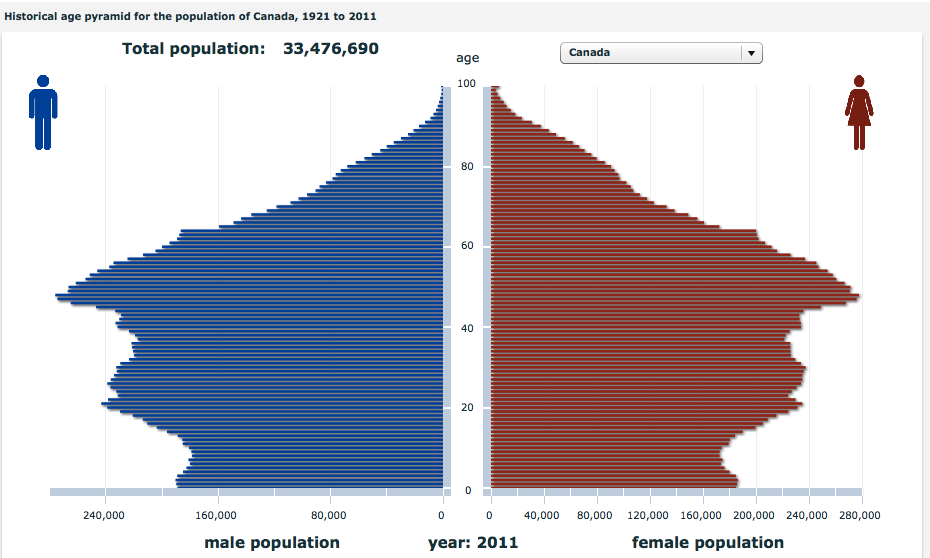 Historical age pyramid for the population of Canada, 1921 to 2011
Total population: 33,476,690
Canada
age
100
80
60
40
20
0
240,000 160,000 80,000 0 0 40,000 80,000 120,000 160,000 200,000 240,000 280,000
male population year: 2011 female population